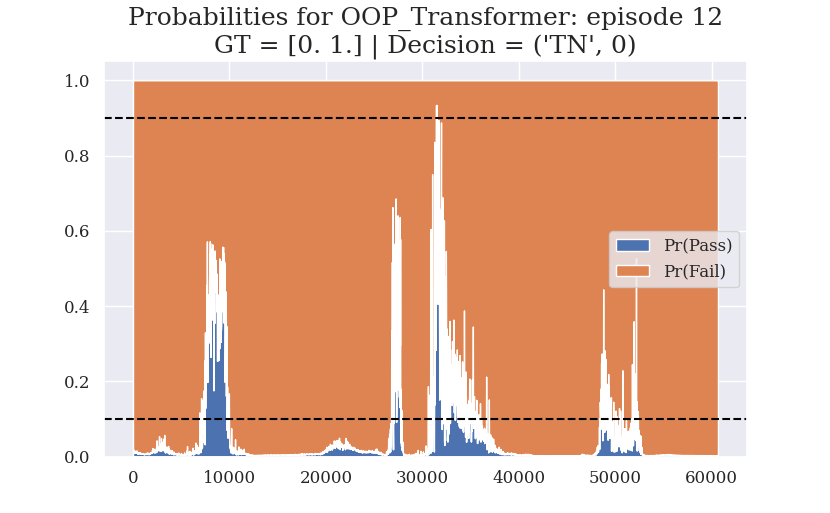 Probabilities for OOP_Transformer: episode 12
GT = [0. 1.] | Decision = ('TN', 0)
1.0
0.8
0.6
0.4
0.2
0.0
Pr(Pass)
Pr(Fail)
0 10000 20000 30000 40000 50000 60000